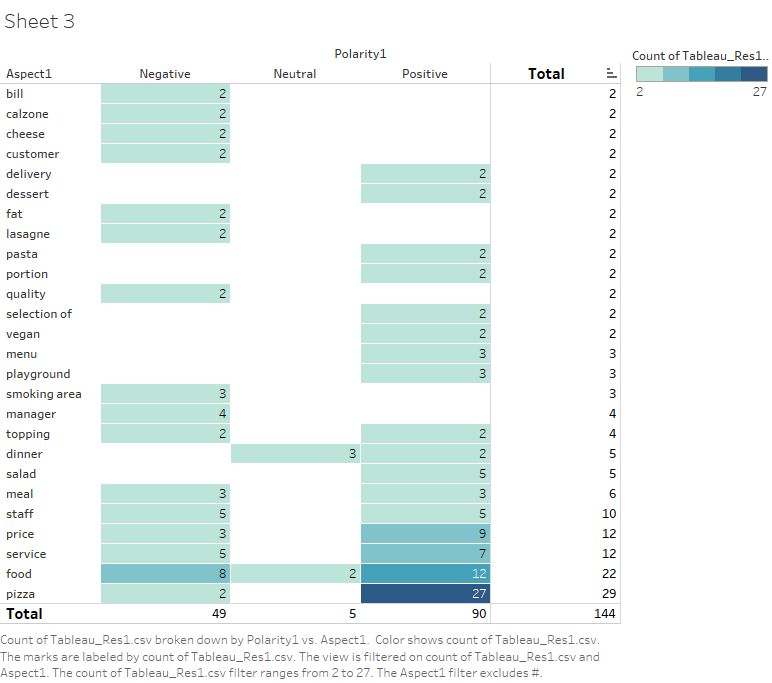 Sheet 3
Polarity1
Aspect1 Negative Neutral Positive Total
bill 2 2
calzone 2 2
cheese 2 2
customer 2 2
delivery 2 2
dessert 2 2
fat 2 2
lasagne 2 2
pasta 2 2
portion 2 2
quality 2 2
selection of 2 2
vegan 2 2
menu 3 3
playground 3 3
smoking area 3 3
manager 4 4
topping 2 2 4
dinner 3 2 5
salad 5 5
meal 3 3 6
staff 5 5 10
price 3 9 12
service 5 7 12
food 8 2 12 22
pizza 2 27 29
Total 49 5 90 144
Count of Tableau_Res1..
2 27
Count of Tableau_Res1.csv broken down by Polarity1 vs. Aspect1. Color shows count of Tableau_Res1.csv.
The marks are labeled by count of Tableau_Res1.csv. The view is filtered on count of Tableau_Res1.csv and
Aspect1. The count of Tableau_Res1.csv filter ranges from 2 to 27. The Aspect1 filter excludes #.